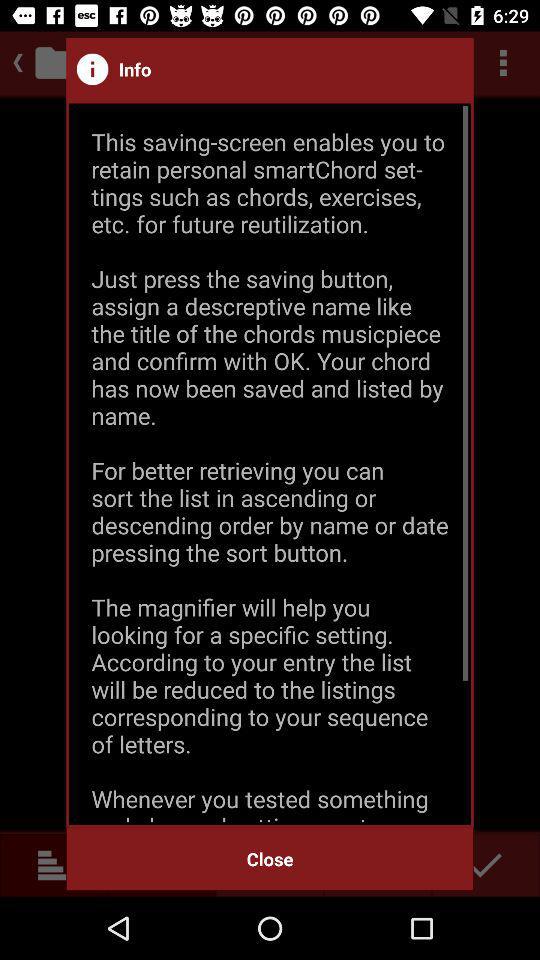 esc
6:29
Info
This saving-screen enables you to
retain personal smartChord set-
tings such as chords, exercises,
etc. for future reutilization.
Just press the saving button,
assign a descreptive name like
the title of the chords musicpiece
and confirm with OK. Your chord
has now been saved and listed by
name.
For better retrieving you can
sort the list in ascending or
descending order by name or date
pressing the sort button.
The magnifier will help you
looking for a specific setting.
According to your entry the list
will be reduced to the listings
corresponding to your sequence
of letters.
Whenever you tested something
Close